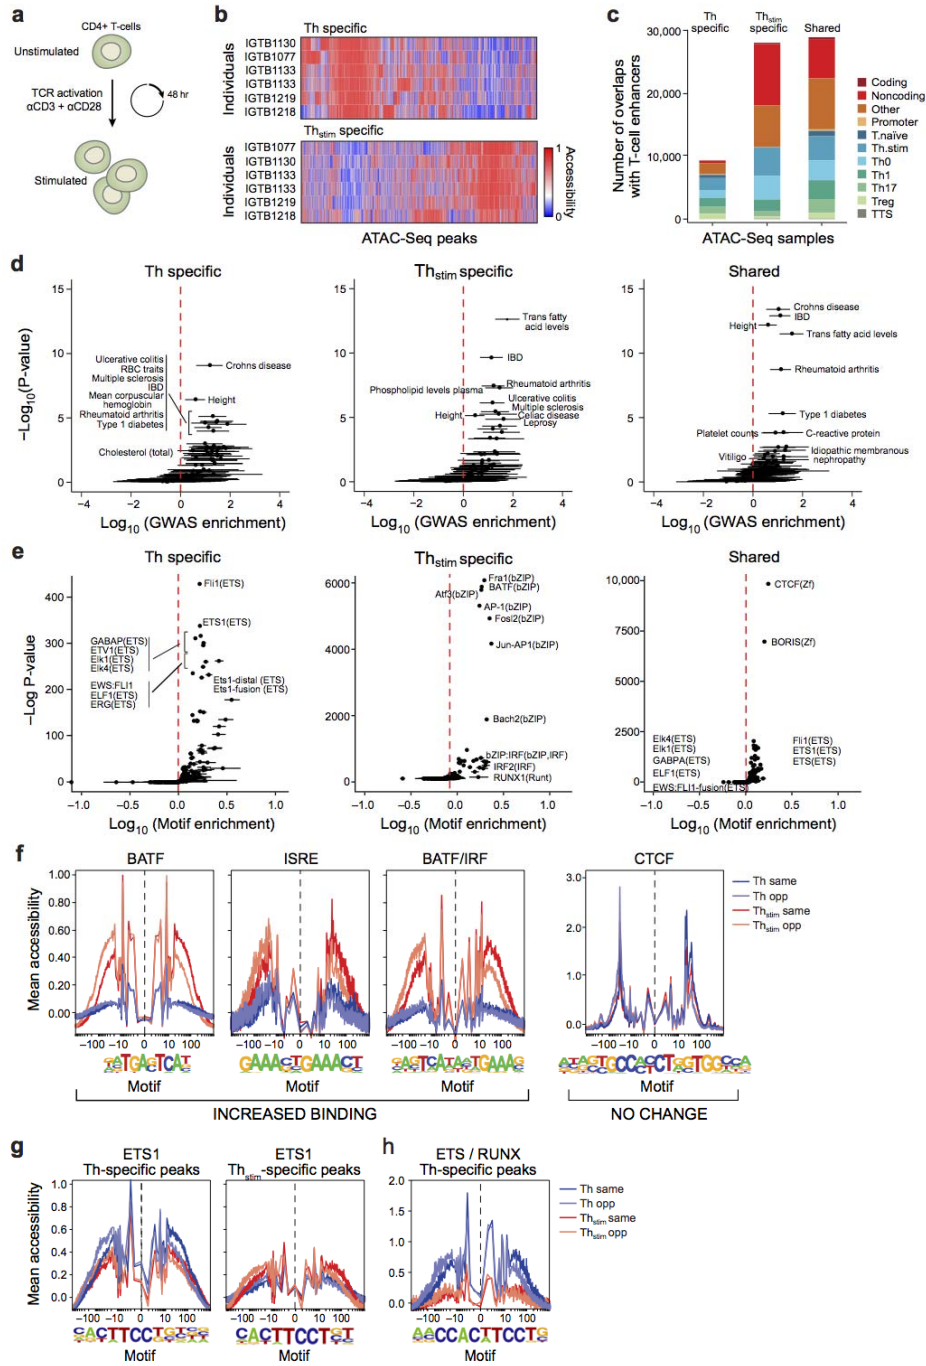 a
CD4+ T-cells
Unstimulated
TCR activation
αCD3 + αCD28
48 hr
Stimulated
b
Th specific
Individuals
IGTB1130
IGTB1077
IGTB1133
IGTB1133
IGTB1219
IGTB1218
Thstim specific
Individuals
IGTB1077
IGTB1130
IGTB1133
IGTB1133
IGTB1219
IGTB1218
1
0
Accessibility
ATAC-Seq peaks
c
Th specific
Thstim specific
Shared
Number of overlaps
with T-cell enhancers
30,000
20,000
10,000
0
ATAC-Seq samples
Coding
Noncoding
Other
Promoter
T.naïve
Th.stim
Th0
Th1
Th17
Treg
TTS
d
Th specific
−Log10(P-value)
15
10
5
0
Ulcerative colitis
RBC traits
Multiple sclerosis
IBD
Mean corpuscular
hemoglobin
Rheumatoid arthritis
Type 1 diabetes
Cholesterol (total)
Crohns disease
Height
−4 −2 0 2 4
Log10 (GWAS enrichment)
Thstim specific
15
10
5
0
Trans fatty
acid levels
IBD
Phospholipid levels plasma
Rheumatoid arthritis
Ulcerative colitis
Multiple sclerosis
Height
Celiac disease
Leprosy
−4 −2 0 2 4
Log10 (GWAS enrichment)
Shared
15
10
5
0
Crohns disease
IBD
Height
Trans fatty acid levels
Rheumatoid arthritis
Type 1 diabetes
Platelet counts
C-reactive protein
Vitiligo
Idiopathic membranous
nephropathy
−4 −2 0 2 4
Log10 (GWAS enrichment)
e
Th specific
−Log P-value
400
300
200
100
0
Fli1(ETS)
ETS1(ETS)
GABAP(ETS)
ETV1(ETS)
Elk1(ETS)
Elk4(ETS)
EWS:FLI1
ELF1(ETS)
ERG(ETS)
Ets1-distal (ETS)
Ets1-fusion (ETS)
−1.0 −0.5 0.0 0.5 1.0
Log10 (Motif enrichment)
Thstim specific
6000
4000
2000
0
Fra1(bZIP)
BATF(bZIP)
Atf3(bZIP)
AP-1(bZIP)
Fosl2(bZIP)
Jun-AP1(bZIP)
Bach2(bZIP)
bZIP:IRF(bZIP,IRF)
IRF2(IRF)
RUNX1(Runt)
−1.0 −0.5 0.0 0.5 1.0
Log10 (Motif enrichment)
Shared
10,000
7500
5000
2500
0
CTCF(Zf)
BORIS(Zf)
Elk4(ETS)
Elk1(ETS)
GABPA(ETS)
ELF1(ETS)
EWS:FLI1-fusion(ETS)
Fli1(ETS)
ETS1(ETS)
ETS(ETS)
−1.0 −0.5 0.0 0.5 1.0
Log10 (Motif enrichment)
f
BATF
ISRE
BATF/IRF
CTCF
Mean accessibility
1.00
0.80
0.60
0.40
0.20
0.00
3.0
2.0
1.0
0.0
Th same
Th opp
Thstim same
Thstim opp
−100 −10 0 10 100
−100 −10 0 10 100
−100 −10 0 10 100
−100 −10 0 10 100
TGAGTCAT
GAAACTGAAACT
Motif
Motif
Motif
Motif
INCREASED BINDING
NO CHANGE
g
ETS1
Th-specific peaks
ETS1
Thstim-specific peaks
Mean accessibility
1.0
0.8
0.6
0.4
0.2
0.0
−100 −10 0 10 100
−100 −10 0 10 100
CACTTCCTGT
Motif
Motif
h
ETS / RUNX
Th-specific peaks
2.0
1.5
1.0
0.5
0.0
Th same
Th opp
Thstim same
Thstim opp
−100 −10 0 10 100
Motif